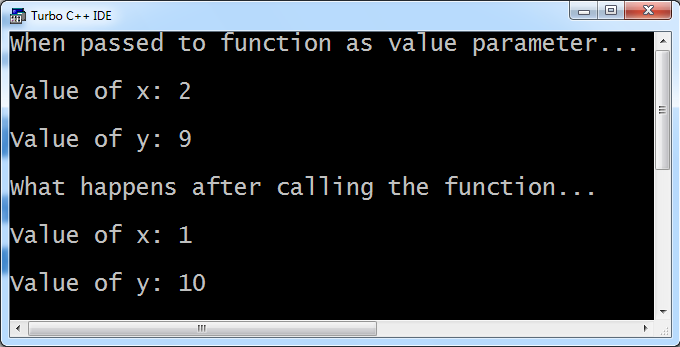 Turbo C++ IDE
When passed to function as value parameter...
Value of x: 2
Value of y: 9
What happens after calling the function...
Value of x: 1
Value of y: 10